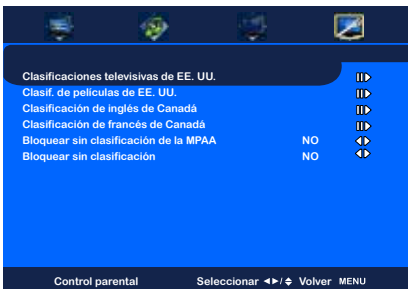 Clasificaciones televisivas de EE. UU.
Clasif. de películas de EE. UU.
Clasificación de inglés de Canadá
Clasificación de francés de Canadá
Bloquear sin clasificación de la MPAA NO
Bloquear sin clasificación NO
Control parental Seleccionar ◄►/♦ Volver MENU